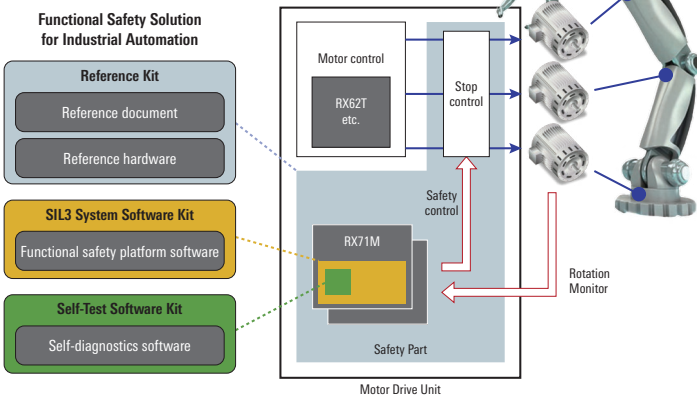 Functional Safety Solution
for Industrial Automation
Reference Kit
Reference document
Reference hardware
SIL3 System Software Kit
Functional safety platform software
Self-Test Software Kit
Self-diagnostics software
Motor control
RX62T
etc.
Stop
control
Safety
control
RX71M
Safety Part
Rotation
Monitor
Motor Drive Unit